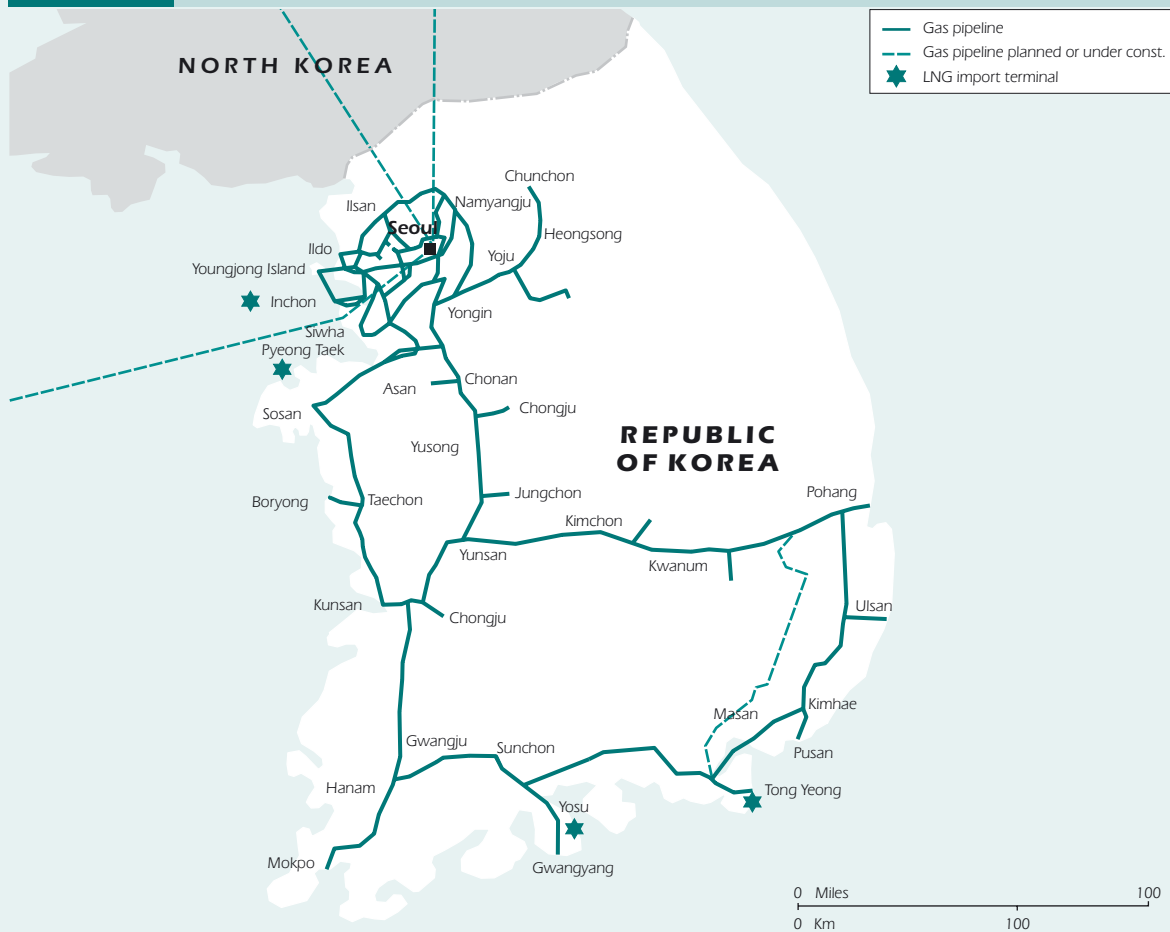 Gas pipeline
Gas pipeline planned or under const.
LNG import terminal
NORTH KOREA
Chunchon
Ilsan
Namyangju
Seoul
Heongsong
Ildo
Yoju
Youngjong Island
Inchon
Yongin
Siwha
Pyeong Taek
Asan
Chonan
Sosan
Chongju
REPUBLIC
OF KOREA
Yusong
Boryong
Taechon
Jungchon
Pohang
Kimchon
Yunsan
Kwanum
Kunsan
Chongju
Ulsan
Masan
Kimhae
Gwangju
Sunchon
Pusan
Hanam
Tong Yeong
Yosu
Mokpo
Gwangyang
0 Miles 100
0 Km 100